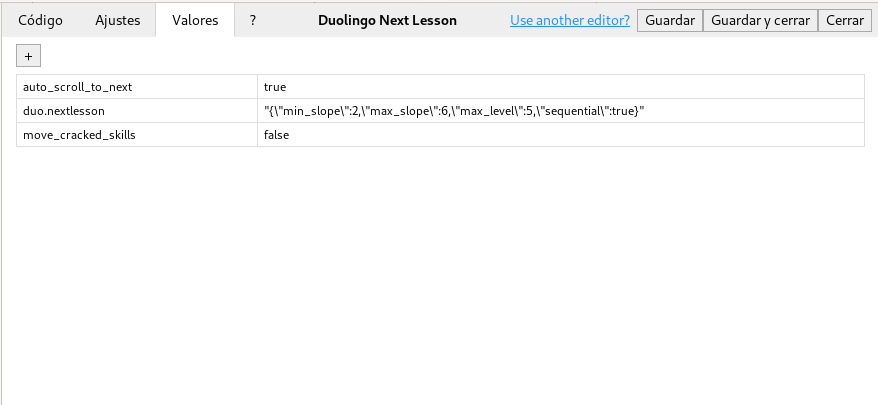 Código Ajustes Valores ? Duolingo Next Lesson Use another editor? Guardar Guardar y cerrar Cerrar
+
auto_scroll_to_next true
duo.nextlesson "{\"min_slope\":2,\"max_slope\":6,\"max_level\":5,\"sequential\":true}"
move_cracked_skills false